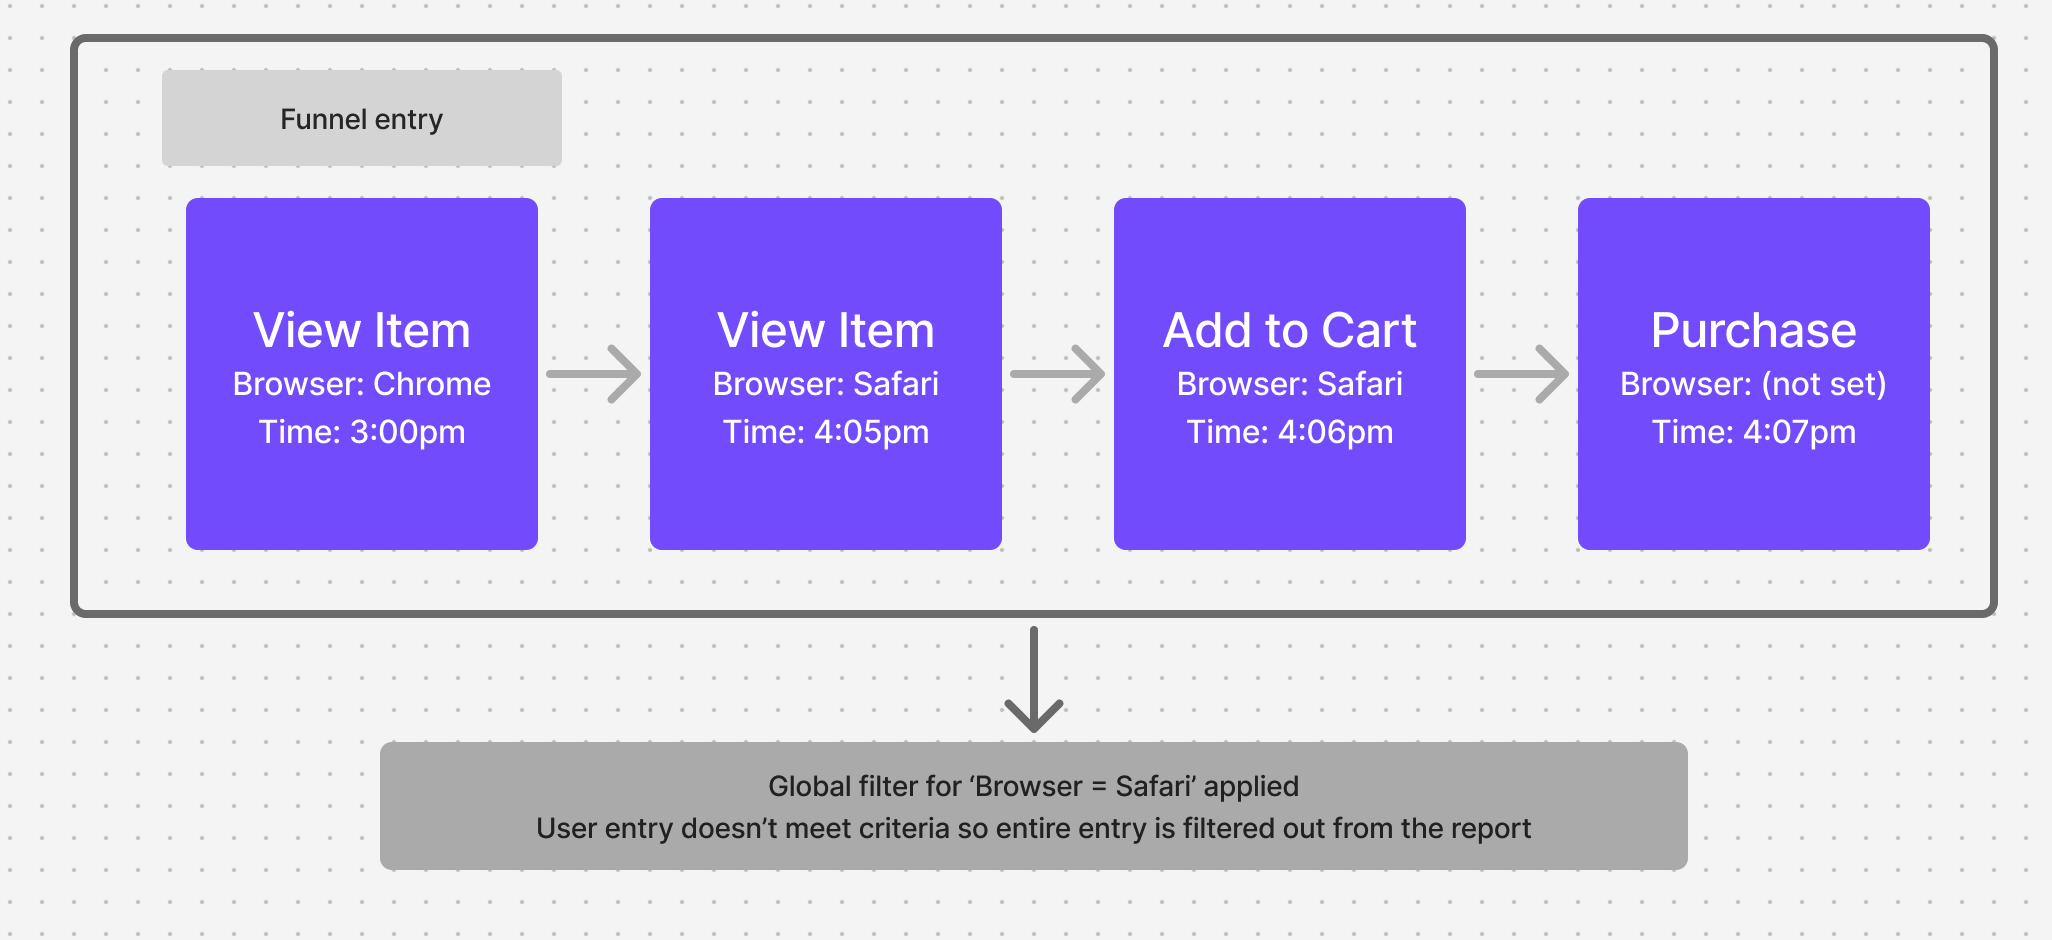 Funnel entry
View Item
Browser: Chrome
Time: 3:00pm
View Item
Browser: Safari
Time: 4:05pm
Add to Cart
Browser: Safari
Time: 4:06pm
Purchase
Browser: (not set)
Time: 4:07pm
Global filter for ‘Browser = Safari’ applied
User entry doesn’t meet criteria so entire entry is filtered out from the report